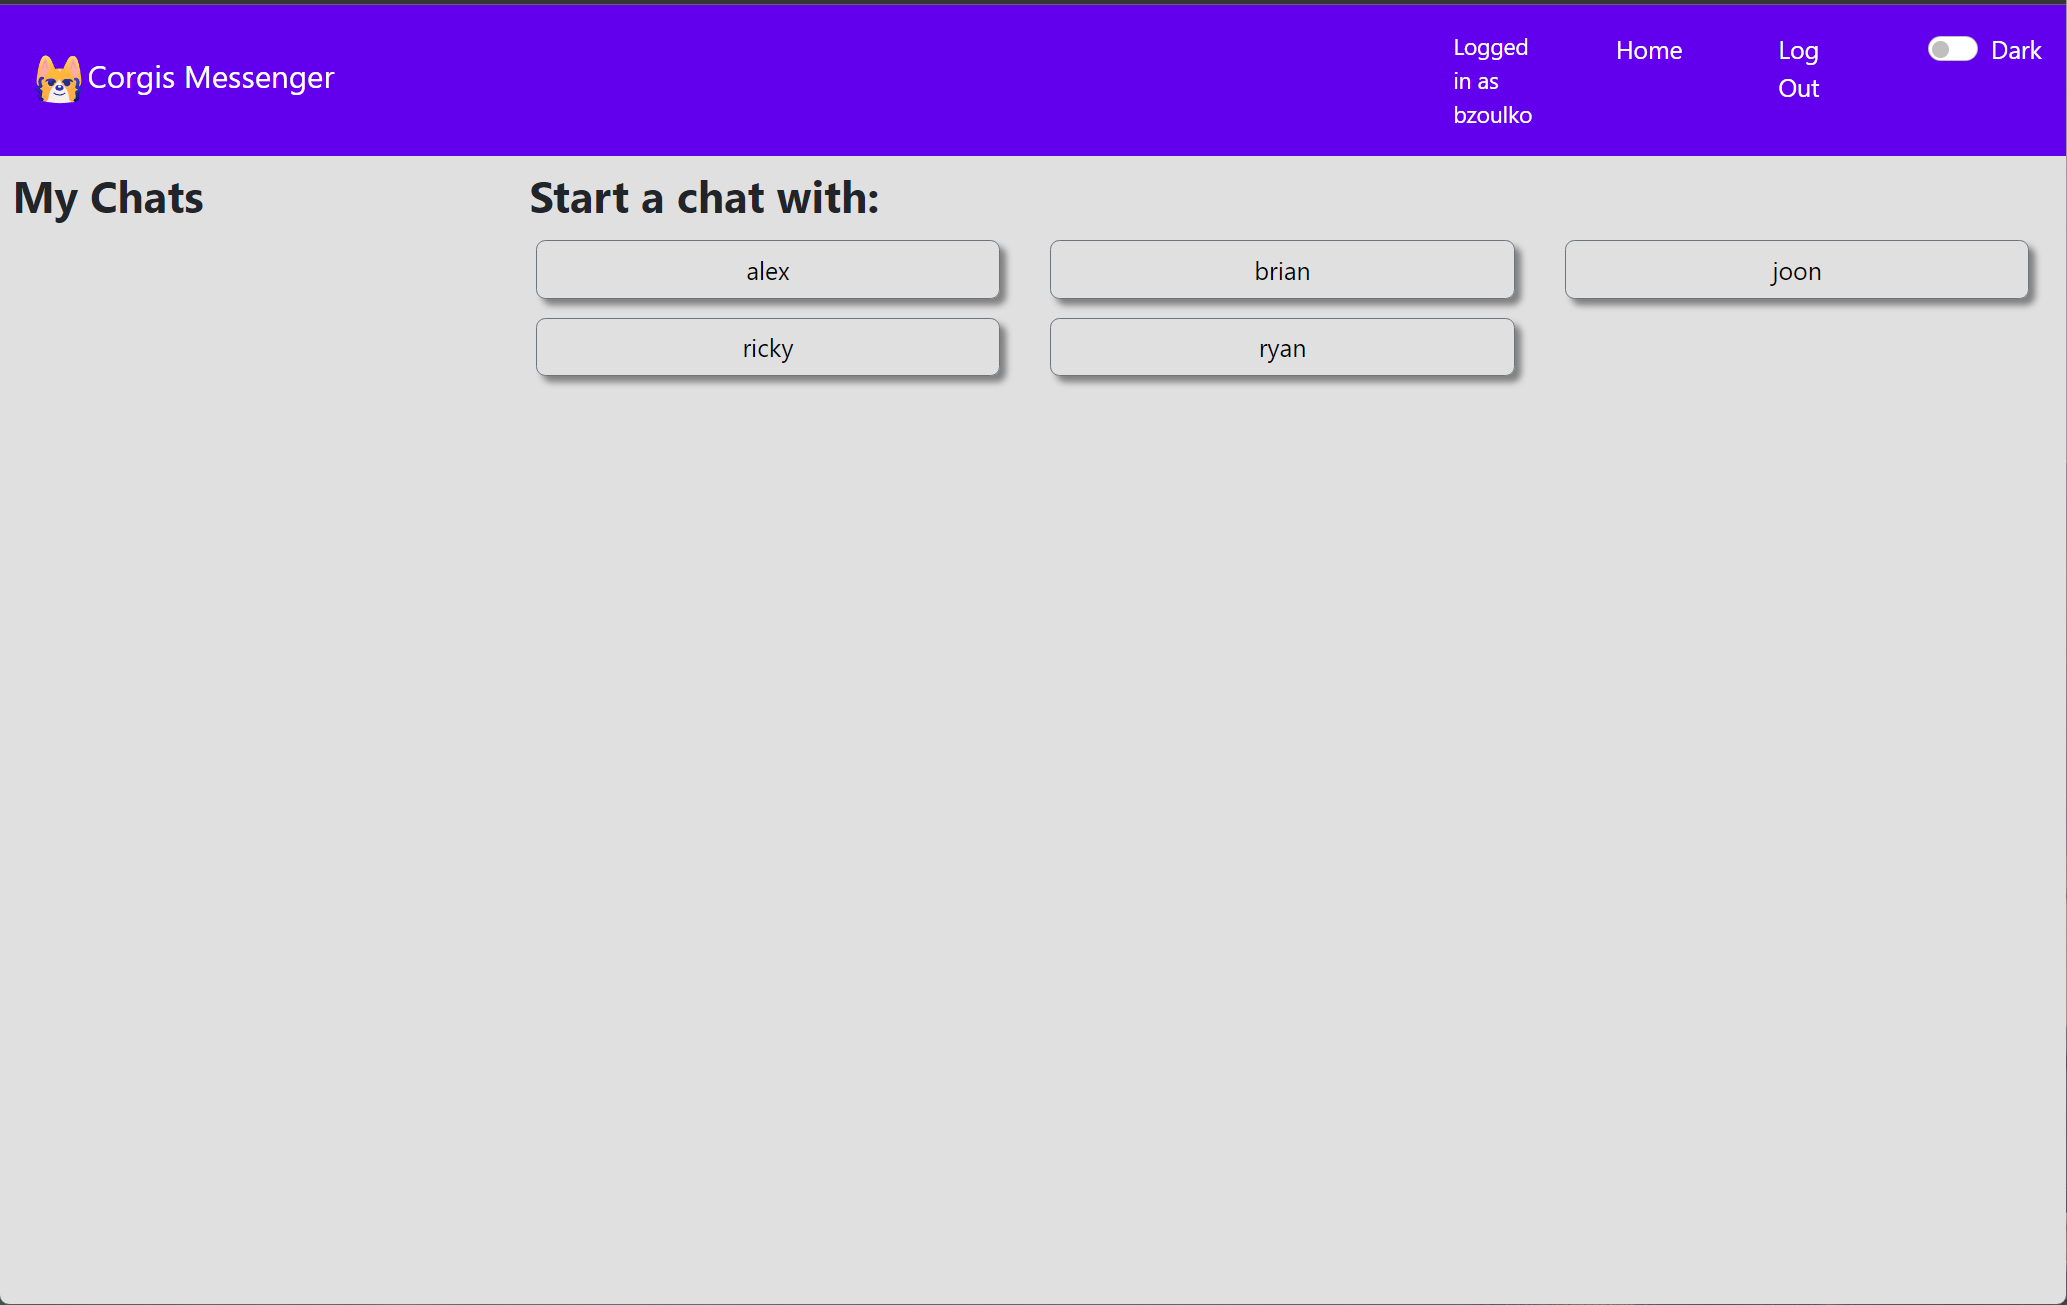 Corgis Messenger
Logged
in as
bzoulko
Home
Log
Out
Dark
My Chats
Start a chat with:
alex
brian
joon
ricky
ryan